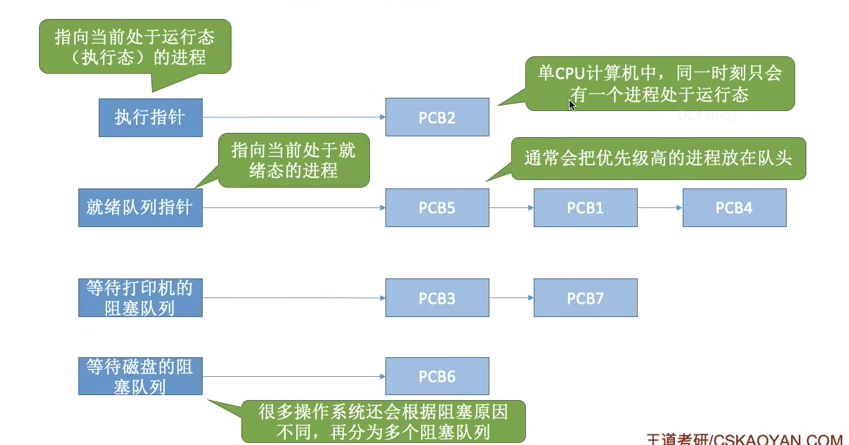 指向当前处于运行态
（执行态）的进程
单CPU计算机中，同一时刻只会
有一个进程处于运行态
执行指针
PCB2
指向当前处于就
绪态的进程
通常会把优先级高的进程放在队头
就绪队列指针
PCB5
PCB1
PCB4
等待打印机的
阻塞队列
PCB3
PCB7
等待磁盘的阻
塞队列
PCB6
很多操作系统还会根据阻塞原因
不同，再分为多个阻塞队列
王道考研/CSKAOYAN.COM